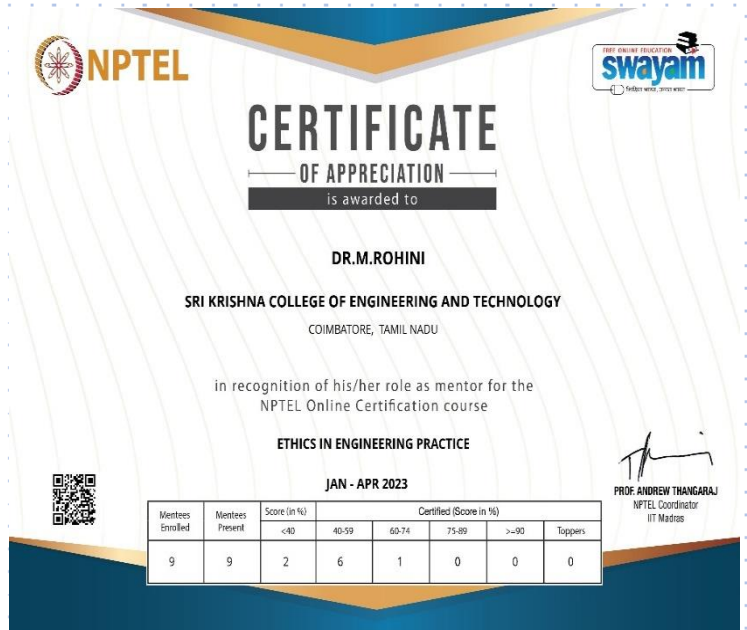 NPTEL
FREE ONLINE EDUCATION
swayam
शिक्षित भारत, उन्नत भारत
CERTIFICATE
OF APPRECIATION
is awarded to
DR.M.ROHINI
SRI KRISHNA COLLEGE OF ENGINEERING AND TECHNOLOGY
COIMBATORE, TAMIL NADU
in recognition of his/her role as mentor for the
NPTEL Online Certification course
ETHICS IN ENGINEERING PRACTICE
JAN - APR 2023
PROF. ANDREW THANGARAJ
NPTEL Coordinator
IIT Madras
Mentees Enrolled Mentees Present Score (in %) Certified (Score in %)
<40 40-59 60-74 75-89 >=90 Toppers
9 9 2 6 1 0 0 0